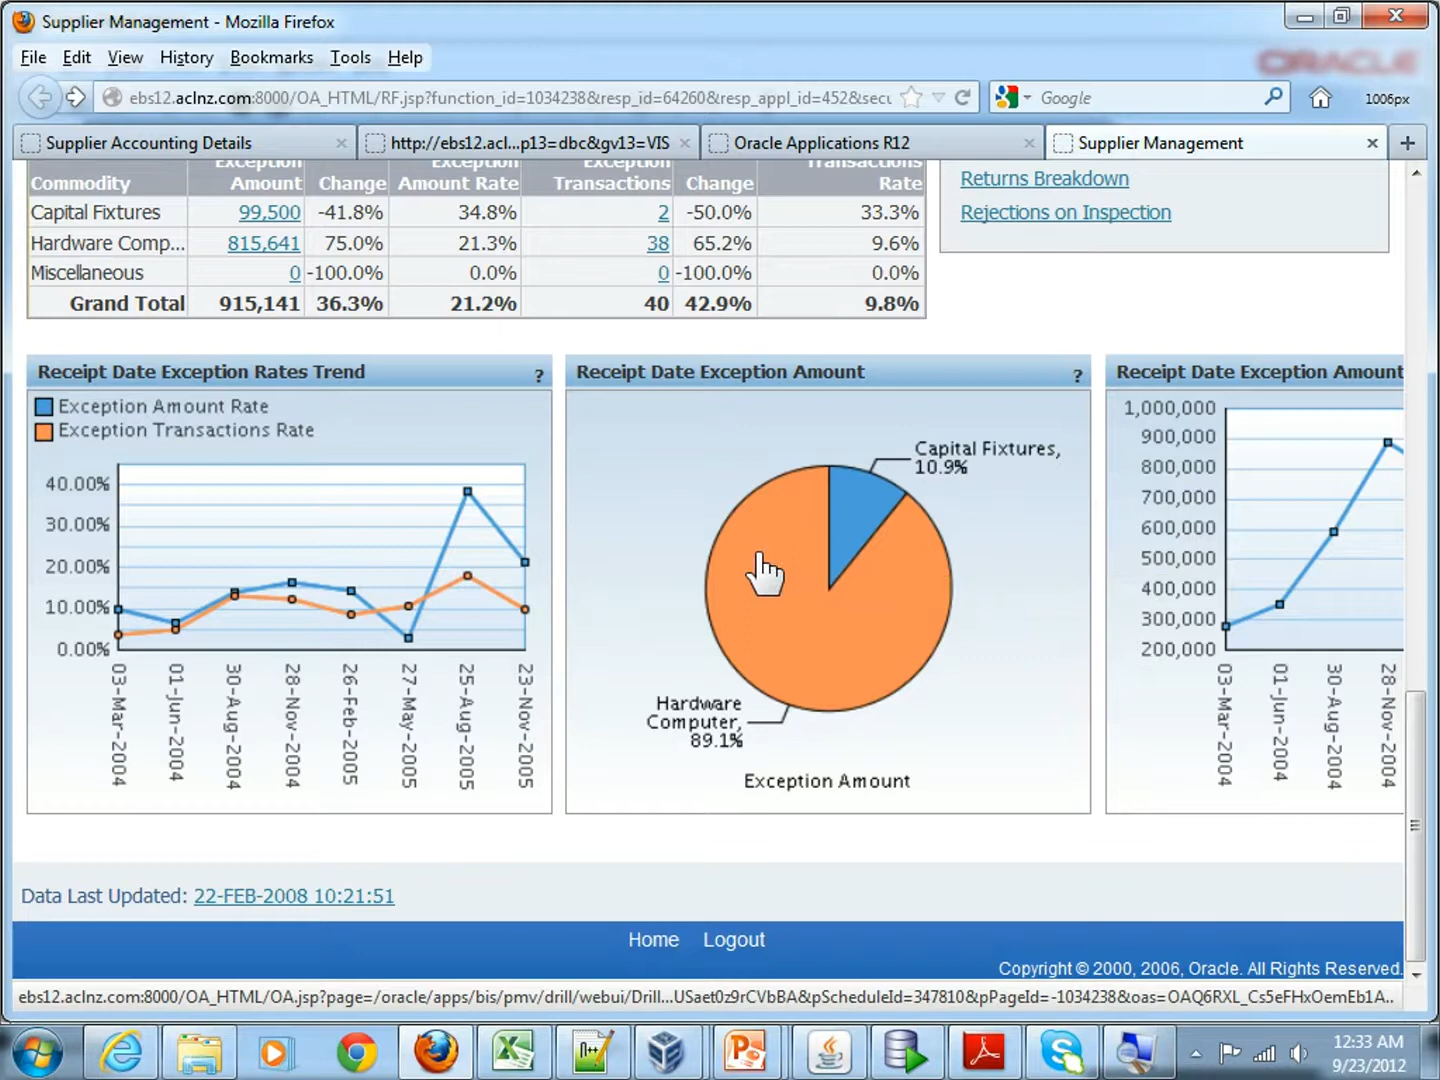 Supplier Management - Mozilla Firefox
File Edit View History Bookmarks Tools Help
ORACLE
ebs12.aclnz.com:8000/OA_HTML/RF.jsp?function_id=1034238&resp_id=64260&resp_appl_id=452&secu
Google
1006px
Supplier Accounting Details
http://ebs12.acl...p13=dbc&gv13=VIS
Oracle Applications R12
Supplier Management
Commodity Exception Amount Change Exception Amount Rate Exception Transactions Change Transactions Rate
Capital Fixtures 99,500 -41.8% 34.8% 2 -50.0% 33.3%
Hardware Comp... 815,641 75.0% 21.3% 38 65.2% 9.6%
Miscellaneous 0 -100.0% 0.0% 0 -100.0% 0.0%
Grand Total 915,141 36.3% 21.2% 40 42.9% 9.8%
Returns Breakdown
Rejections on Inspection
Receipt Date Exception Rates Trend ?
Exception Amount Rate
Exception Transactions Rate
40.00%
30.00%
20.00%
10.00%
0.00%
03-Mar-2004
01-Jun-2004
30-Aug-2004
28-Nov-2004
26-Feb-2005
27-May-2005
25-Aug-2005
23-Nov-2005
Receipt Date Exception Amount ?
Capital Fixtures,
10.9%
Hardware
Computer,
89.1%
Exception Amount
Receipt Date Exception Amount
1,000,000
900,000
800,000
700,000
600,000
500,000
400,000
300,000
200,000
03-Mar-2004
01-Jun-2004
30-Aug-2004
28-Nov-2004
Data Last Updated: 22-FEB-2008 10:21:51
Home Logout
Copyright © 2000, 2006, Oracle. All Rights Reserved.
ebs12.aclnz.com:8000/OA_HTML/OA.jsp?page=/oracle/apps/bis/pmv/drill/webui/Drill...USaet0z9rCVbBA&pScheduleId=347810&pPageId=-1034238&oas=OAQ6RXL_Cs5eFHxOemEb1A..
12:33 AM
9/23/2012